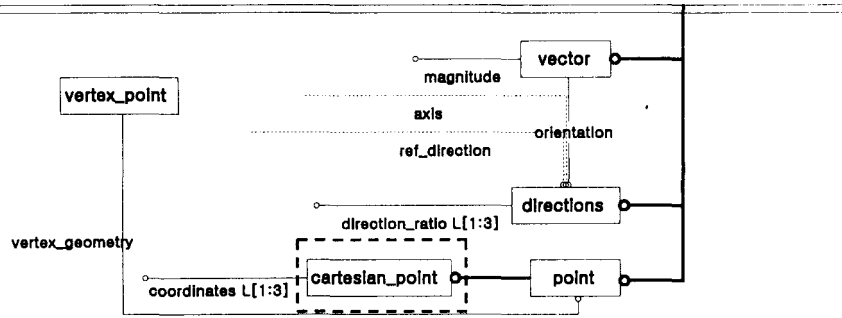 vector
magnitude
vertex_point
axis
orientation
ref_direction
directions
direction_ratio L[1:3]
vertex_geometry
cartesian_point
point
coordinates L[1:3]